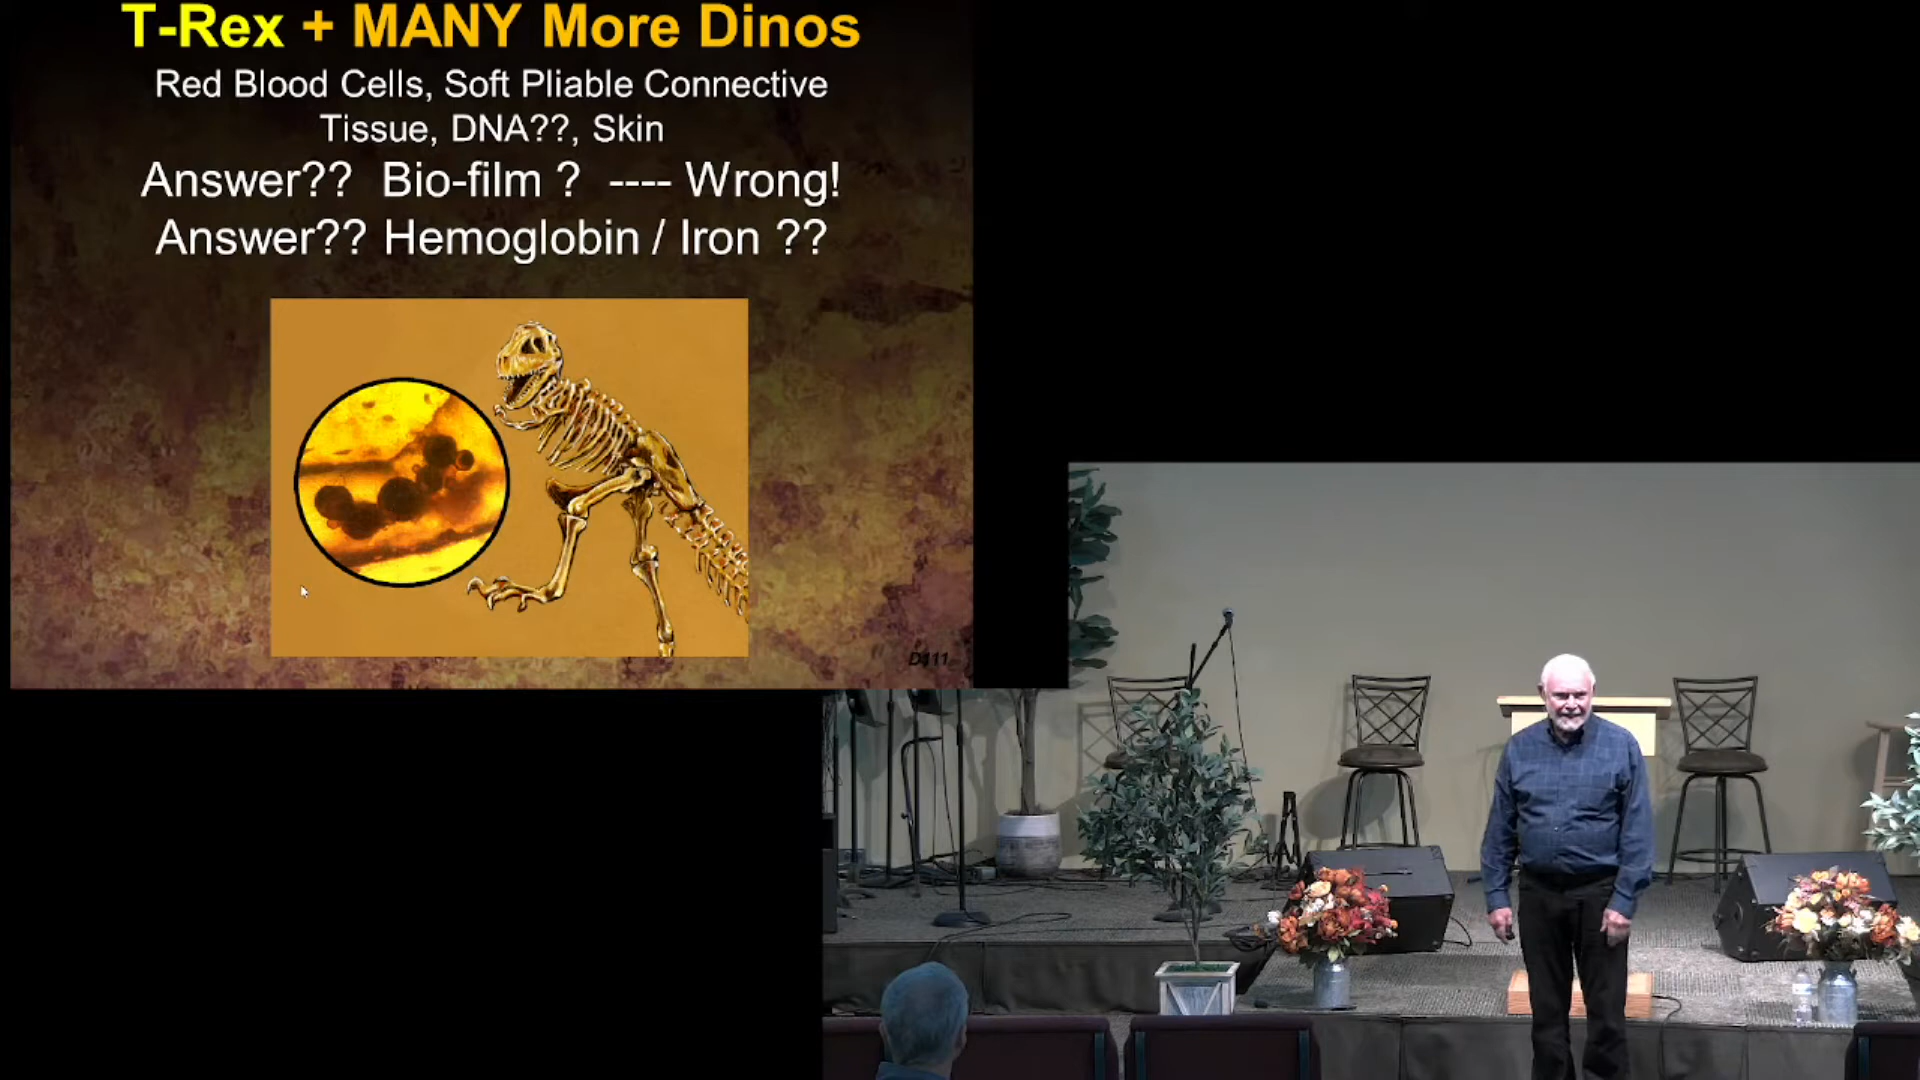 T-Rex + MANY More Dinos
Red Blood Cells, Soft Pliable Connective
Tissue, DNA??, Skin
Answer?? Bio-film ? ---- Wrong!
Answer?? Hemoglobin / Iron ??
D111